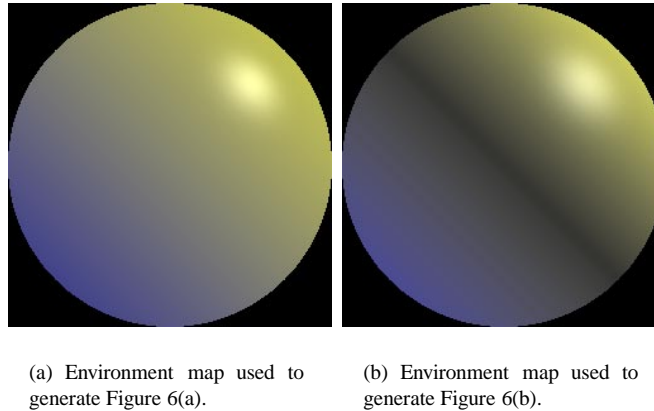 (a) Environment map used to
generate Figure 6(a).
(b) Environment map used to
generate Figure 6(b).